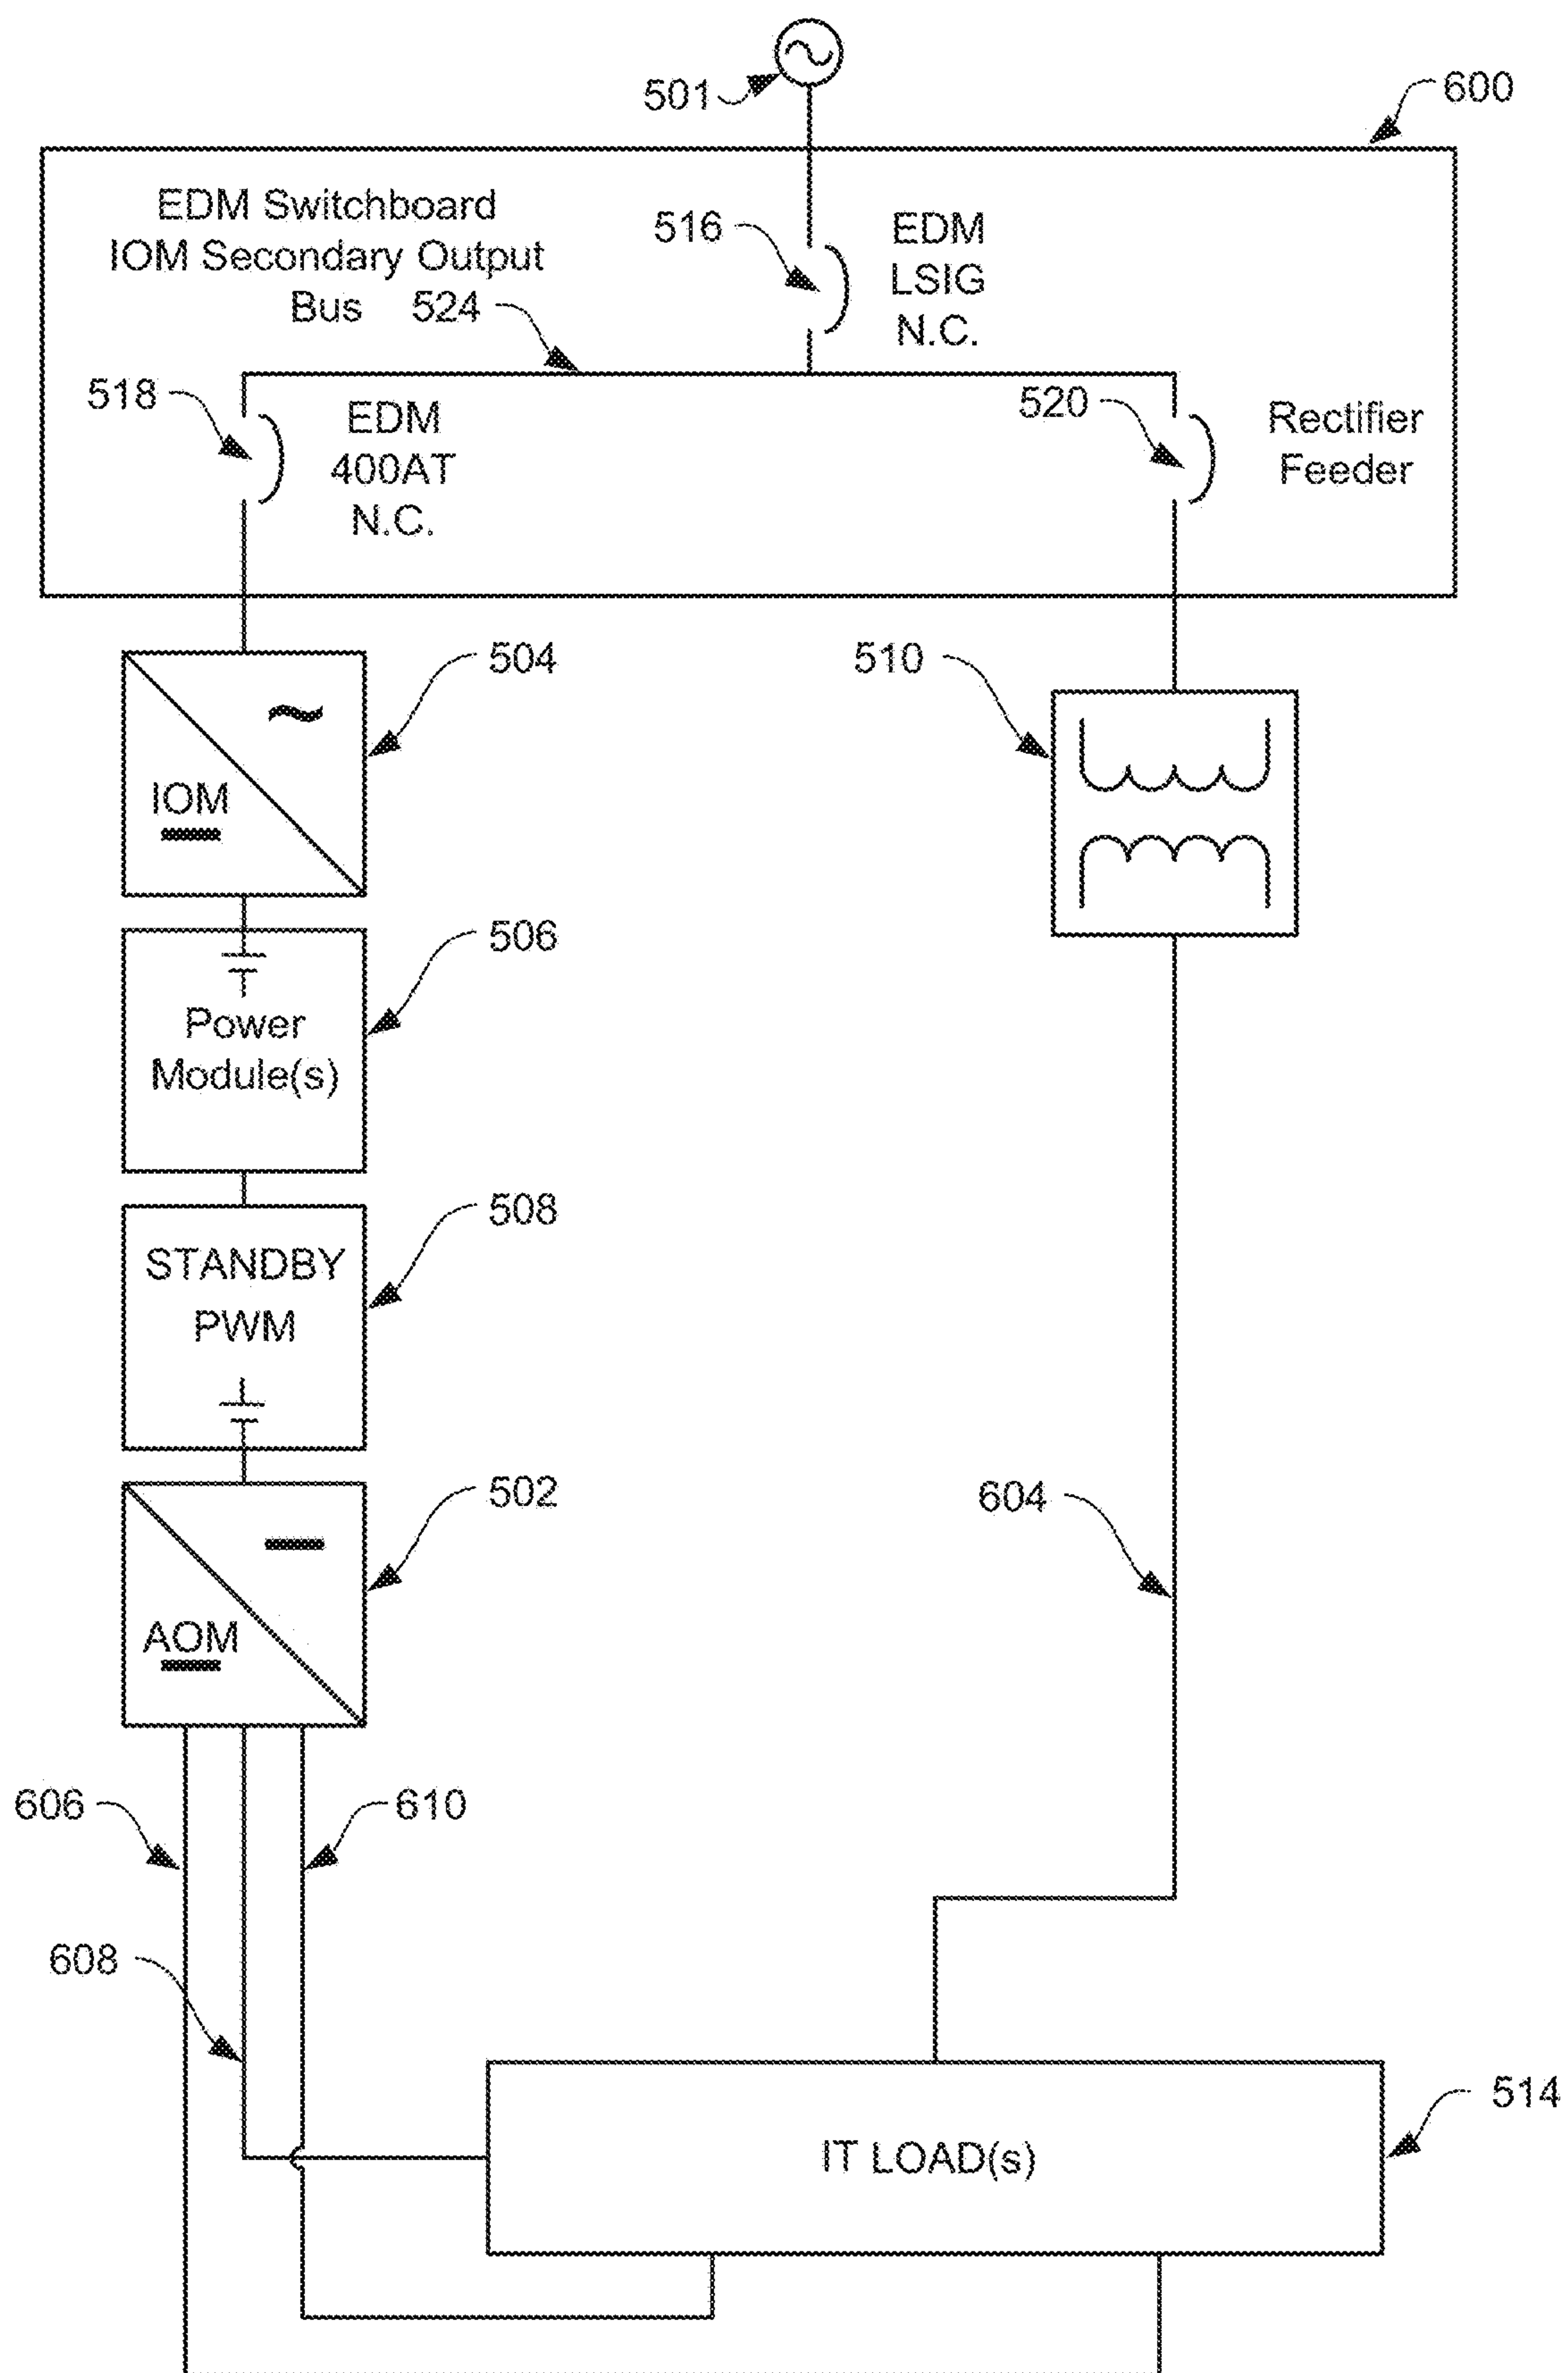 501
600
EDM Switchboard
IOM Secondary Output
Bus 524
516
EDM
LSIG
N.C.
518
EDM
400AT
N.C.
520
Rectifier
Feeder
504
IOM
510
506
Power
Module(s)
508
STANDBY
PWM
502
AOM
604
606
610
608
514
IT LOAD(s)